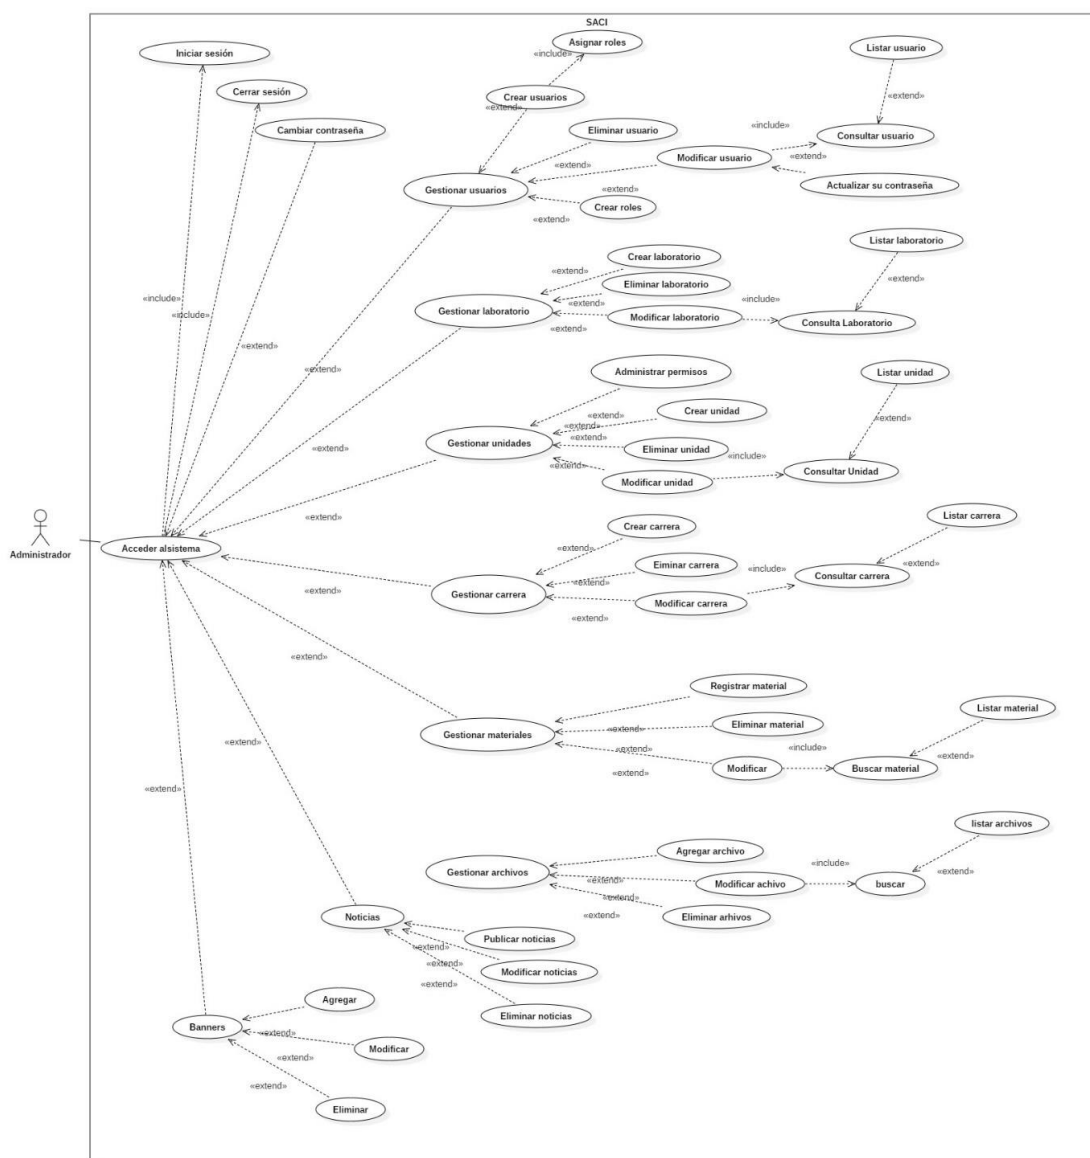 SACI
Iniciar sesión
Asignar roles
Listar usuario
«include»
Cerrar sesión
Crear usuarios
«extend»
«extend»
Cambiar contraseña
Eliminar usuario
«include»
Consultar usuario
«extend»
Modificar usuario
«extend»
Gestionar usuarios
Actualizar su contraseña
«extend»
Crear roles
«extend»
Listar laboratorio
Crear laboratorio
«extend»
«extend»
Eliminar laboratorio
«include»
«include»
«extend»
Gestionar laboratorio
Modificar laboratorio
Consulta Laboratorio
«include»
«extend»
«extend»
«extend»
Administrar permisos
Listar unidad
Crear unidad
«extend»
«extend»
«extend»
Gestionar unidades
«extend»
«extend»
Eliminar unidad
«include»
«extend»
Consultar Unidad
Modificar unidad
«extend»
Listar carrera
Crear carrera
Administrador
Acceder alsistema
«extend»
«extend»
Eiminar carrera
«include»
Consultar carrera
«extend»
«extend»
Gestionar carrera
Modificar carrera
«extend»
«extend»
Registrar material
Listar material
Eliminar material
«extend»
Gestionar materiales
«extend»
«extend»
«include»
«extend»
Modificar
Buscar material
«extend»
«extend»
listar archivos
Agregar archivo
«include»
Gestionar archivos
«extend»
«extend»
Modificar achivo
buscar
«extend»
Noticias
«extend»
Eliminar arhivos
Publicar noticias
«extend»
«extend»
Modificar noticias
«extend»
Agregar
Eliminar noticias
Banners
«extend»
Modificar
«extend»
«extend»
Eliminar